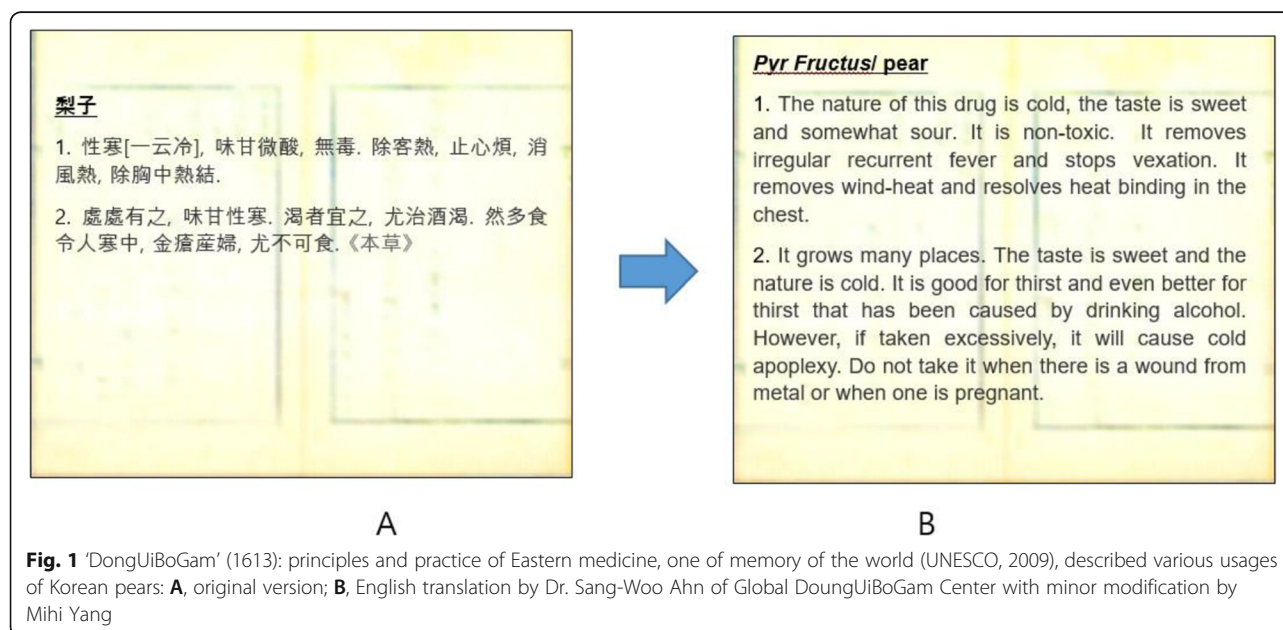 梨子
1. 性寒[一云冷], 味甘微酸, 無毒. 除客熱, 止心煩, 消
風熱, 除胸中熱結.
2. 處處有之, 味甘性寒. 渴者宜之, 尤治酒渴. 然多食
令人寒中, 金瘡産婦, 尤不可食.《本草》
A
Pyr Fructus/ pear
1. The nature of this drug is cold, the taste is sweet
and somewhat sour. It is non-toxic. It removes
irregular recurrent fever and stops vexation. It
removes wind-heat and resolves heat binding in the
chest.
2. It grows many places. The taste is sweet and the
nature is cold. It is good for thirst and even better for
thirst that has been caused by drinking alcohol.
However, if taken excessively, it will cause cold
apoplexy. Do not take it when there is a wound from
metal or when one is pregnant.
B
Fig. 1 'DongUiBoGam' (1613): principles and practice of Eastern medicine, one of memory of the world (UNESCO, 2009), described various usages
of Korean pears: A, original version; B, English translation by Dr. Sang-Woo Ahn of Global DoungUiBoGam Center with minor modification by
Mihi Yang